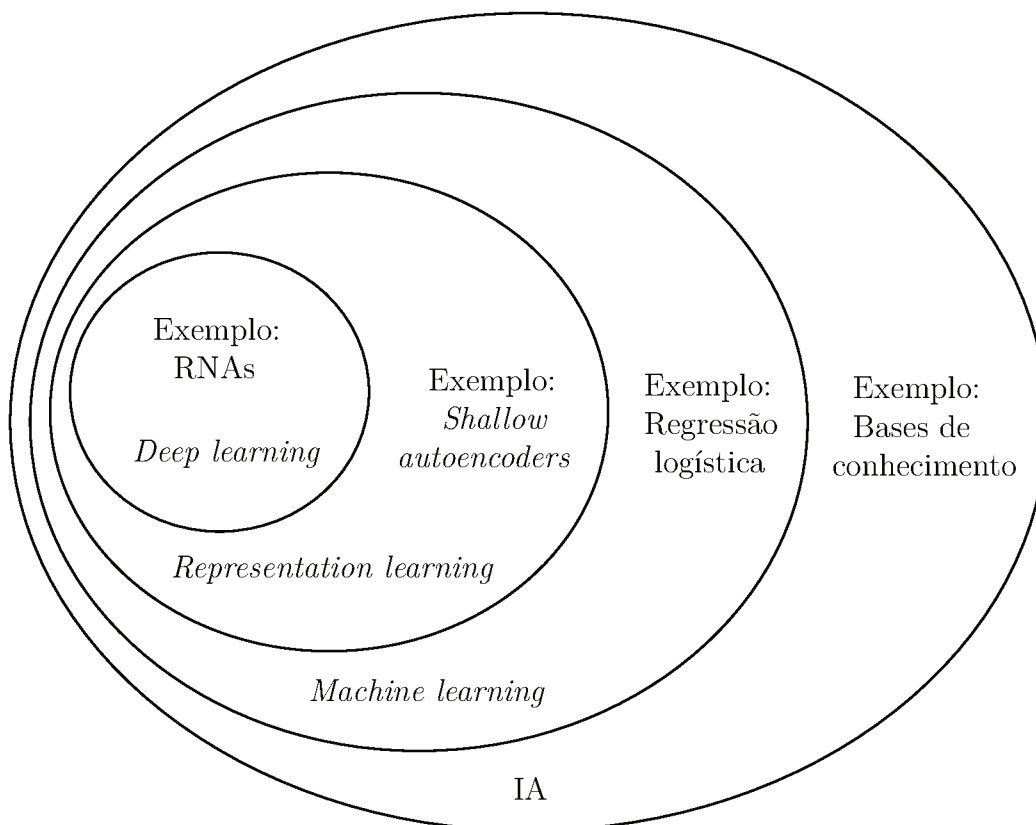 Exemplo:
RNAs
Deep learning
Exemplo:
Shallow
autoencoders
Representation learning
Exemplo:
Regressão
logística
Machine learning
Exemplo:
Bases de
conhecimento
IA